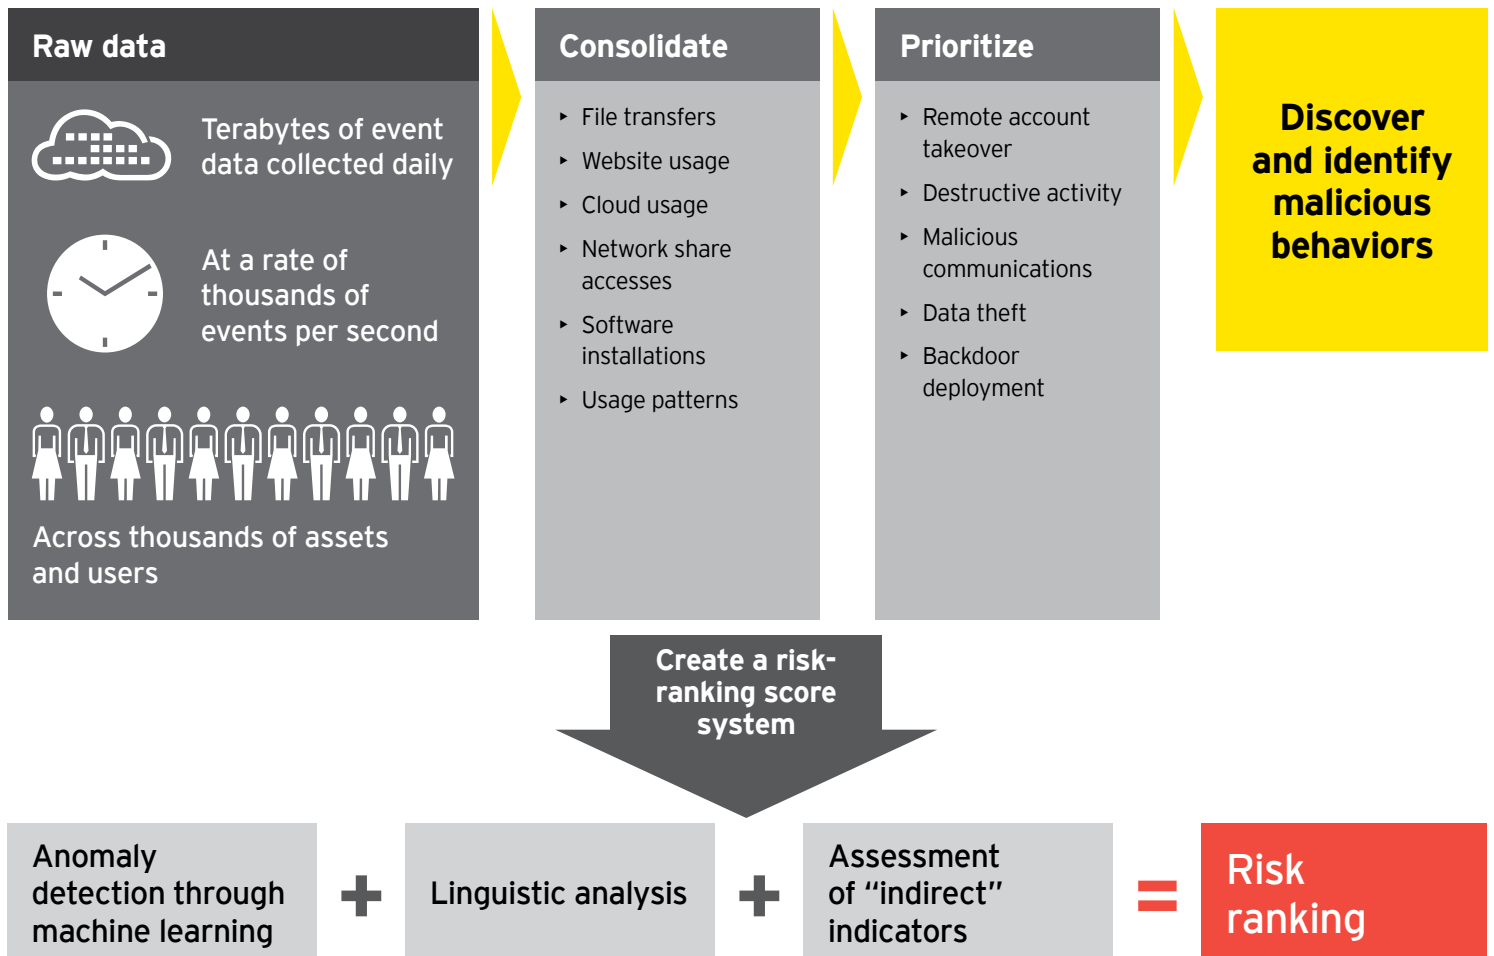 Raw data
Terabytes of event
data collected daily
At a rate of
thousands of
events per second
Across thousands of assets
and users
Consolidate
‣ File transfers
‣ Website usage
‣ Cloud usage
‣ Network share
accesses
‣ Software
installations
‣ Usage patterns
Prioritize
‣ Remote account
takeover
‣ Destructive activity
‣ Malicious
communications
‣ Data theft
‣ Backdoor
deployment
Discover
and identify
malicious
behaviors
Create a risk-
ranking score
system
Anomaly
detection through
machine learning
+
Linguistic analysis
+
Assessment
of “indirect”
indicators
=
Risk
ranking